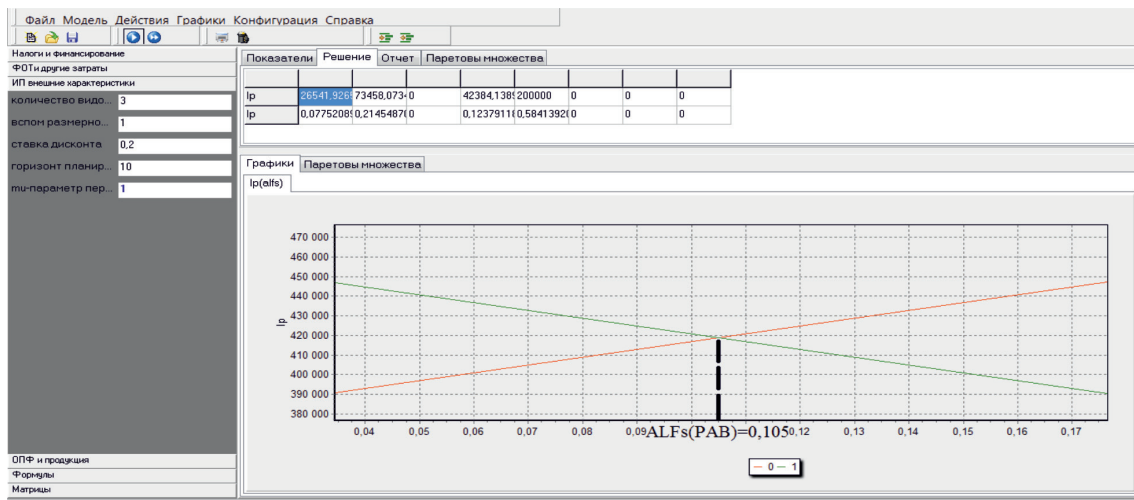 Файл Модель Действия Графики Конфигурация Справка
Налоги и финансирование
ФОТи другие затраты
ИП внешние характеристики
количество видо... 3
вспом размерно... 1
ставка дисконта 0,2
горизонт планир... 10
mu-параметр пер... 1
ОПФ и продукция
Формулы
Матрицы
Показатели Решение Отчет Паретовы множества
Ip 26541,926 73458,073 0 42384,138 200000 0 0 0
Ip 0,0775208 0,2145487 0 0,1237911 0,5841392 0 0 0
Графики Паретовы множества
Ip(alfs)
470 000
460 000
450 000
440 000
430 000
420 000
410 000
400 000
390 000
380 000
Ip
0,04 0,05 0,06 0,07 0,08 0,09 ALFs(PAB)=0,105 0,12 0,13 0,14 0,15 0,16 0,17
0 1